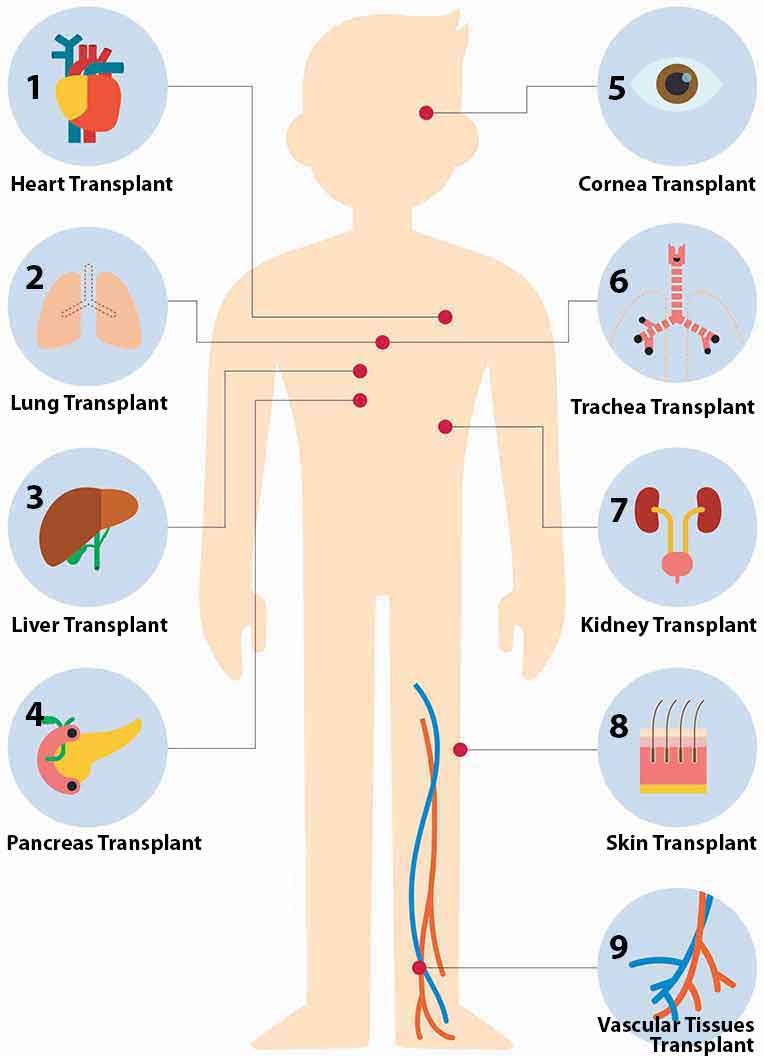 1
Heart Transplant
2
Lung Transplant
3
Liver Transplant
4
Pancreas Transplant
5
Cornea Transplant
6
Trachea Transplant
7
Kidney Transplant
8
Skin Transplant
9
Vascular Tissues
Transplant